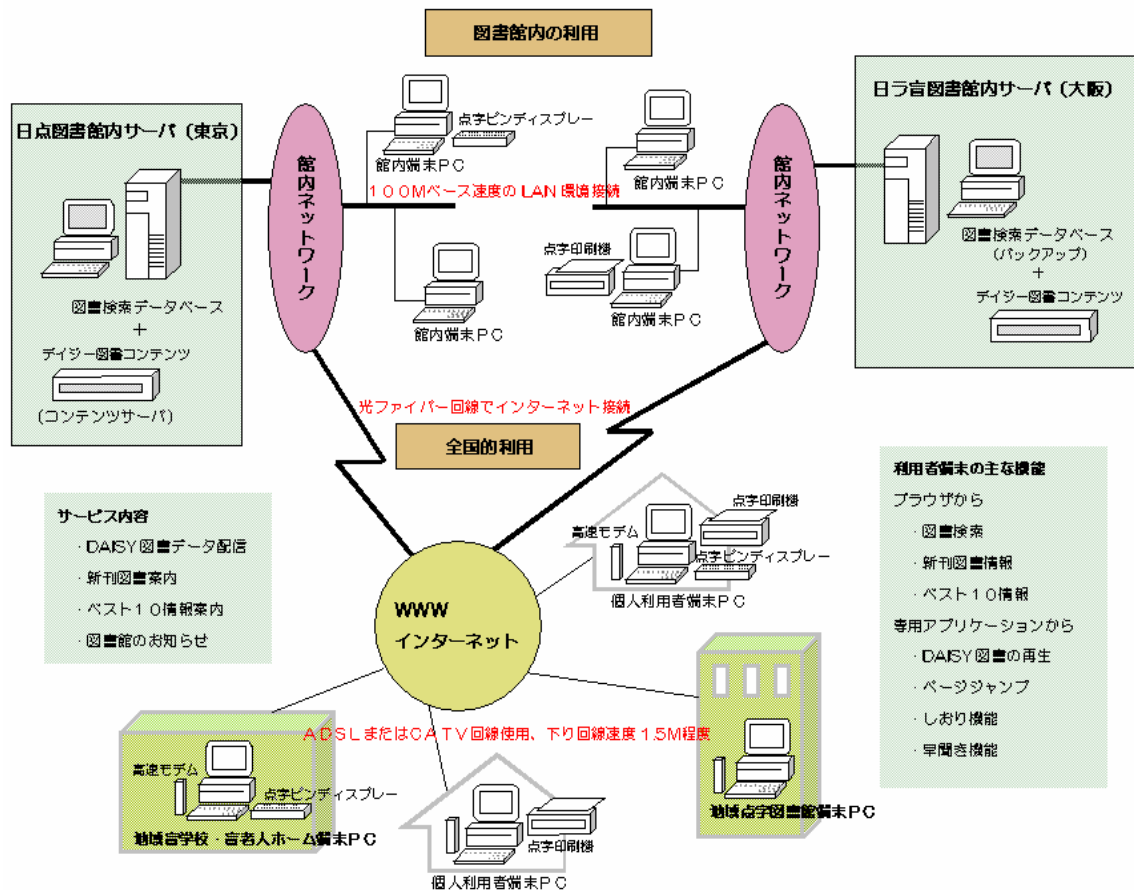 図書館内の利用
日点図書館内サーバ（東京）
図書検索データベース
+
デイジー図書コンテンツ
(コンテンツサーバ)
館内ネットワーク
点字ピンディスプレー
館内端末PC
100Mベース速度の LAN 環境接続
館内端末PC
館内端末PC
点字印刷機
館内端末PC
館内ネットワーク
日ラ盲図書館内サーバ（大阪）
図書検索データベース
(バックアップ)
+
デイジー図書コンテンツ
光ファイバー回線でインターネット接続
全国的利用
サービス内容
・DAISY図書データ配信
・新刊図書案内
・ベスト10情報案内
・図書館のお知らせ
WWW
インターネット
点字印刷機
高速モデム
点字ピンディスプレー
個人利用者端末PC
利用者端末の主な機能
ブラウザから
・図書検索
・新刊図書情報
・ベスト10情報
専用アプリケーションから
・DAISY図書の再生
・ページジャンプ
・しおり機能
・早聞き機能
ADSLまたはCATV回線使用、下り回線速度1.5M程度
高速モデム
点字ピンディスプレー
地域盲学校・盲老人ホーム端末PC
点字印刷機
個人利用者端末PC
地域点字図書館端末PC